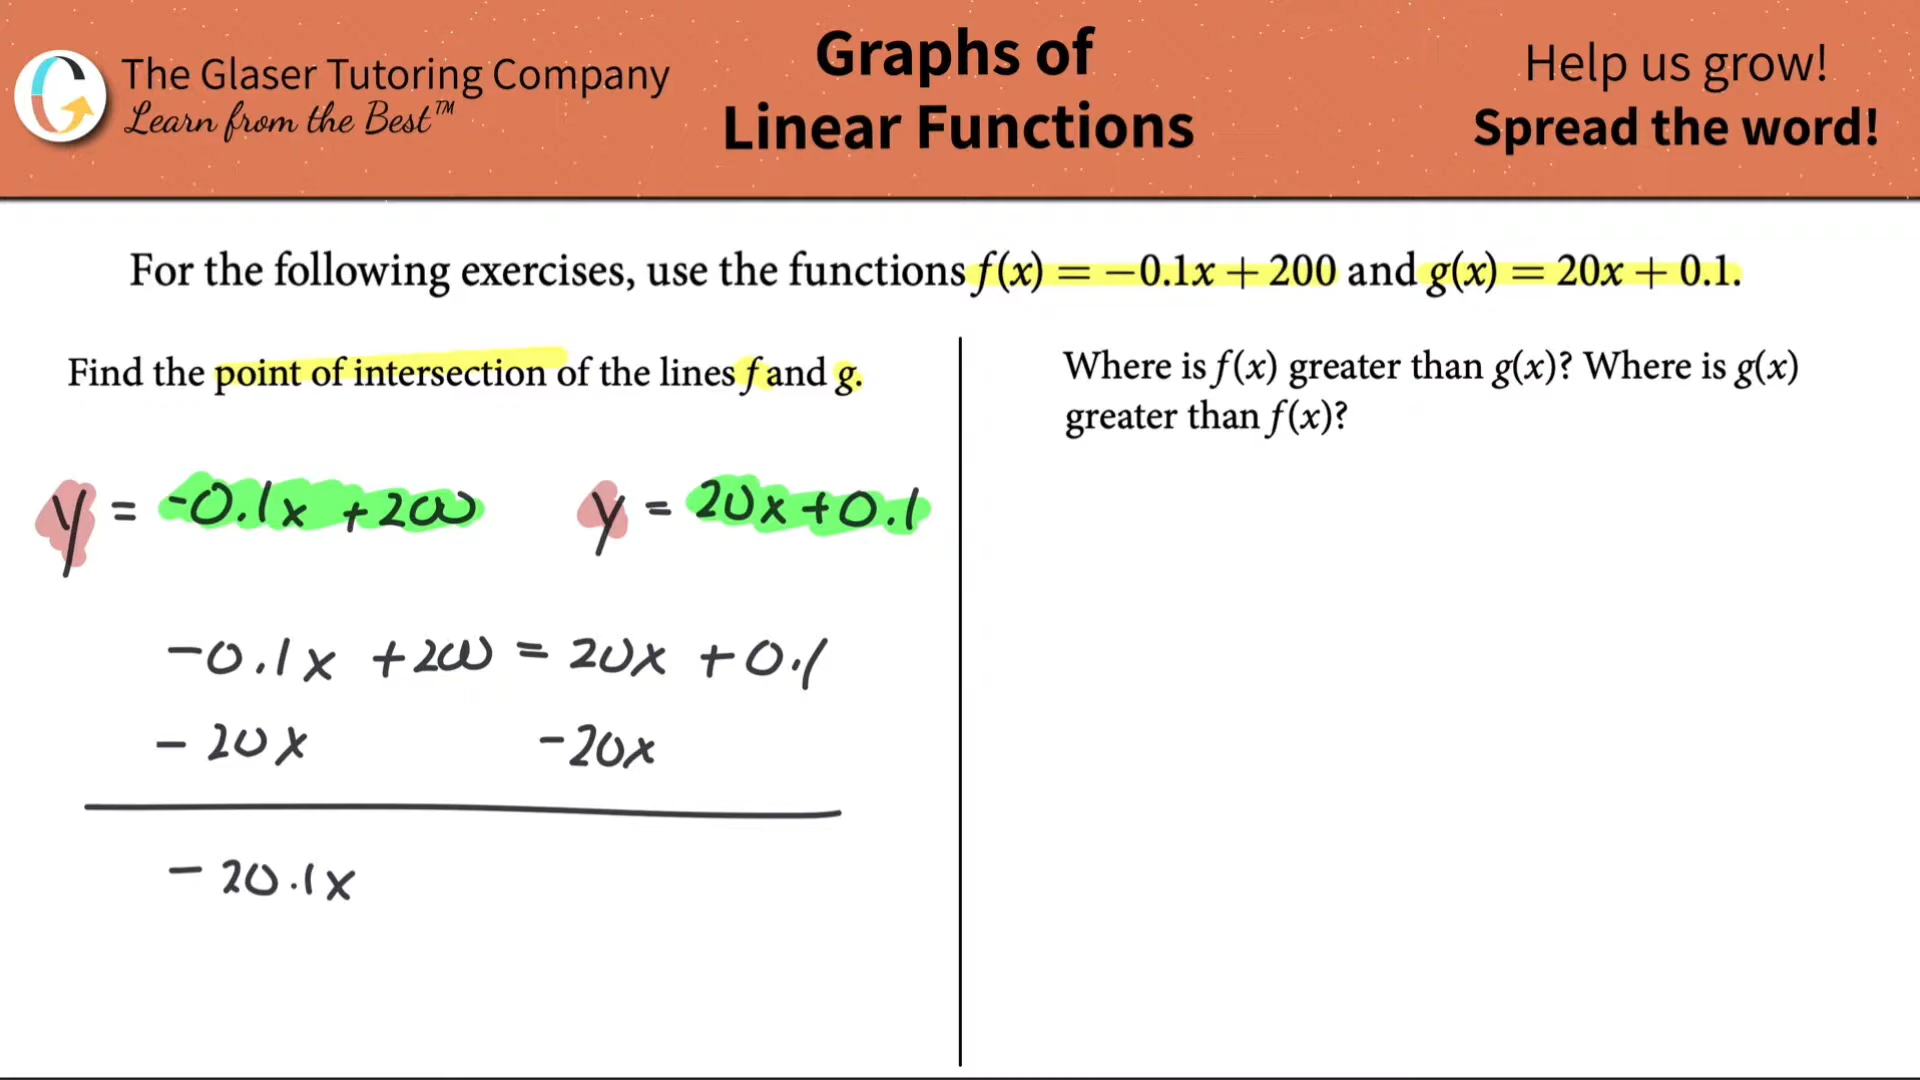 The Glaser Tutoring Company
Learn from the Best™
Graphs of
Linear Functions
Help us grow!
Spread the word!
For the following exercises, use the functions f(x) = −0.1x + 200 and g(x) = 20x + 0.1.
Find the point of intersection of the lines f and g.
y = -0.1x +200 y = 20x+0.1
-0.1x +200 = 20x +0.1
- 20x -20x
- 20.1x
Where is f(x) greater than g(x)? Where is g(x)
greater than f(x)?